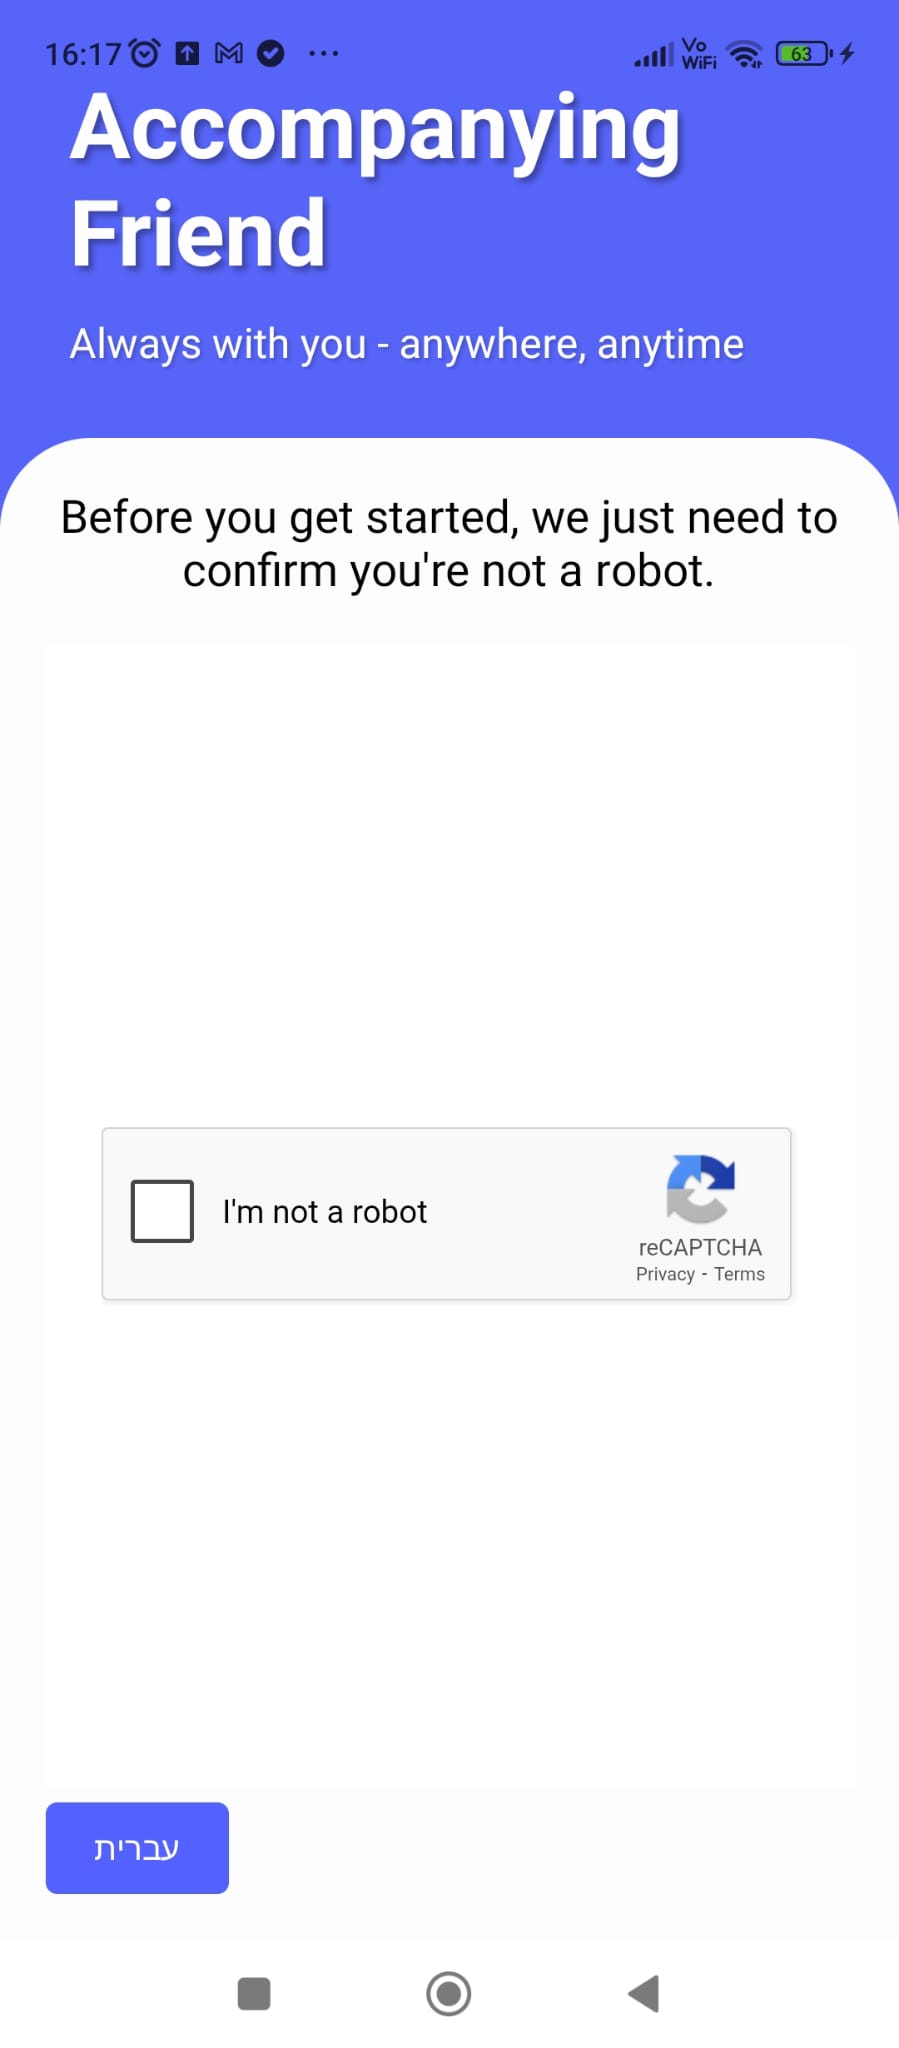 16:17 ... Vo WiFi 63
Accompanying
Friend
Always with you - anywhere, anytime
Before you get started, we just need to
confirm you're not a robot.
I'm not a robot
reCAPTCHA
Privacy - Terms
עברית